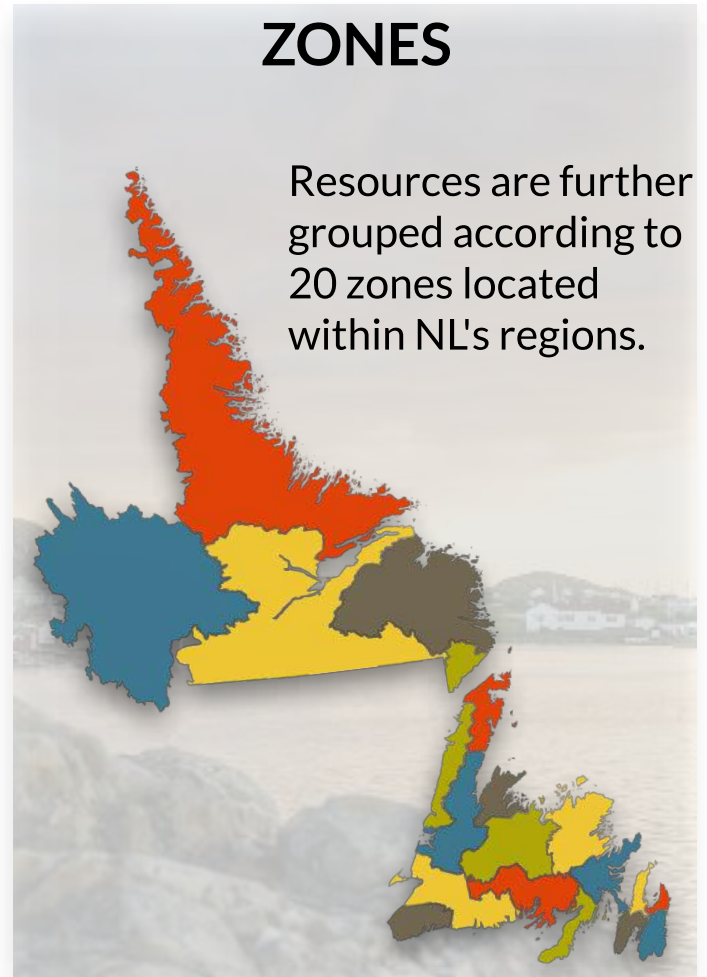 ZONES
Resources are further
grouped according to
20 zones located
within NL's regions.